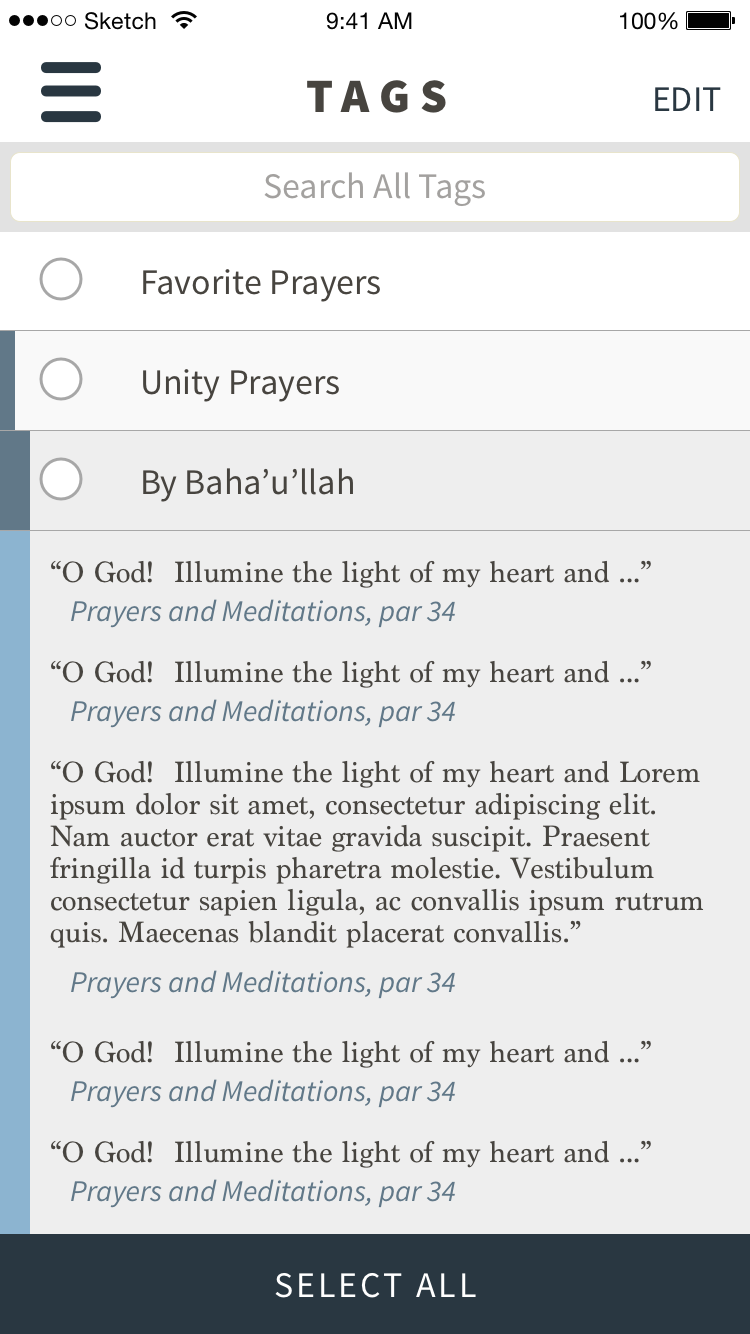 ●●●○○ Sketch 9:41 AM 100%
TAGS EDIT
Search All Tags
Favorite Prayers
Unity Prayers
By Baha’u’llah
“O God!  Illumine the light of my heart and ...”
Prayers and Meditations, par 34
“O God!  Illumine the light of my heart and ...”
Prayers and Meditations, par 34
“O God!  Illumine the light of my heart and Lorem
ipsum dolor sit amet, consectetur adipiscing elit.
Nam auctor erat vitae gravida suscipit. Praesent
fringilla id turpis pharetra molestie. Vestibulum
consectetur sapien ligula, ac convallis ipsum rutrum
quis. Maecenas blandit placerat convallis.”
Prayers and Meditations, par 34
“O God!  Illumine the light of my heart and ...”
Prayers and Meditations, par 34
“O God!  Illumine the light of my heart and ...”
Prayers and Meditations, par 34
SELECT ALL